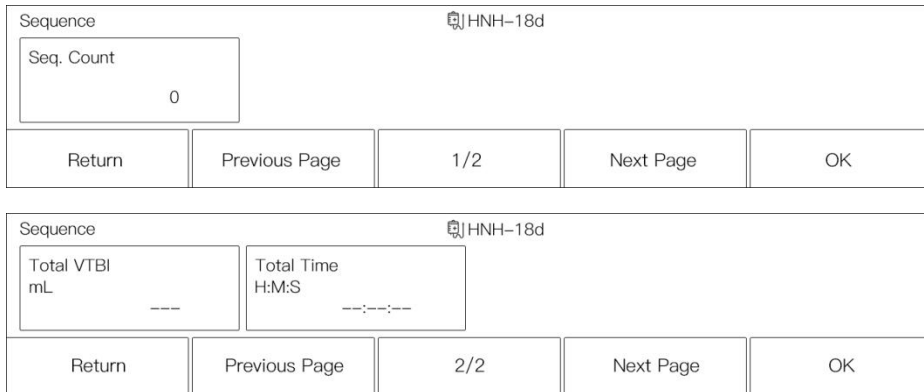 Sequence HNH-18d
Seq. Count
0
Return Previous Page 1/2 Next Page OK
Sequence HNH-18d
Total VTBI Total Time
mL H:M:S
--- --:--:--
Return Previous Page 2/2 Next Page OK